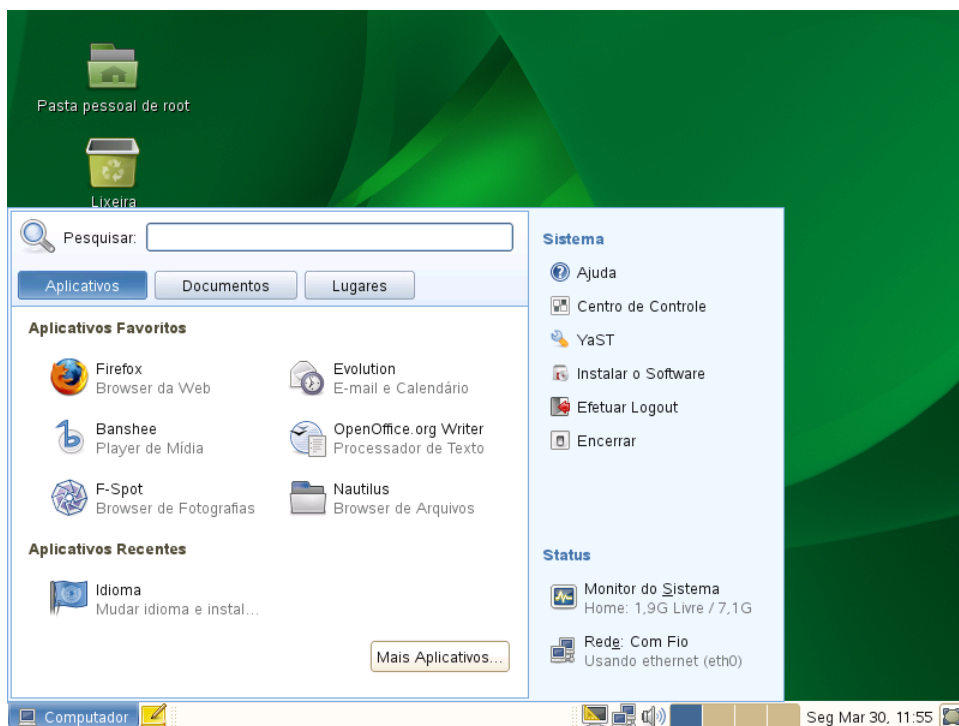 Pasta pessoal de root
Lixeira
Pesquisar:
Aplicativos
Documentos
Lugares
Aplicativos Favoritos
Firefox
Browser da Web
Evolution
E-mail e Calendário
Banshee
Player de Mídia
OpenOffice.org Writer
Processador de Texto
F-Spot
Browser de Fotografias
Nautilus
Browser de Arquivos
Aplicativos Recentes
Idioma
Mudar idioma e instal...
Mais Aplicativos...
Sistema
Ajuda
Centro de Controle
YaST
Instalar o Software
Efetuar Logout
Encerrar
Status
Monitor do Sistema
Home: 1,9G Livre / 7,1G
Rede: Com Fio
Usando ethernet (eth0)
Computador
Seg Mar 30, 11:55